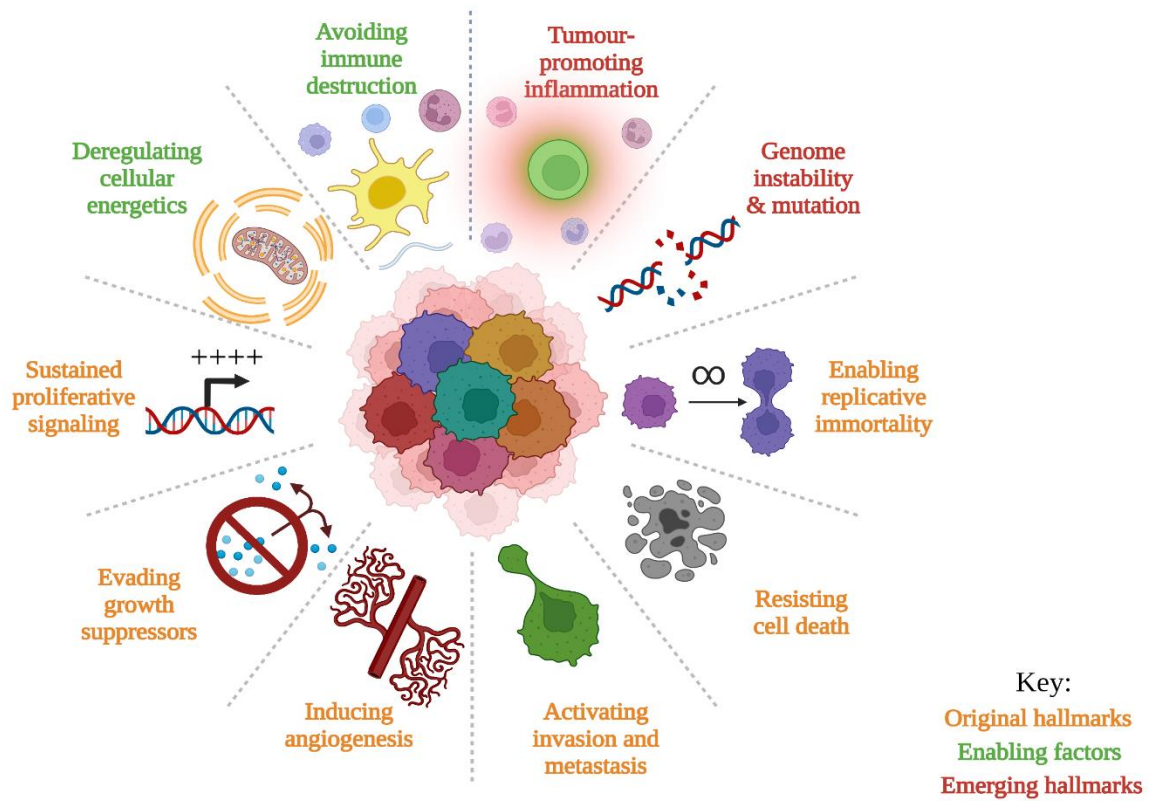 Avoiding
immune
destruction
Tumour-
promoting
inflammation
Deregulating
cellular
energetics
Genome
instability
& mutation
Sustained
proliferative
signaling
++++
∞
Enabling
replicative
immortality
Evading
growth
suppressors
Resisting
cell death
Inducing
angiogenesis
Activating
invasion and
metastasis
Key:
Original hallmarks
Enabling factors
Emerging hallmarks